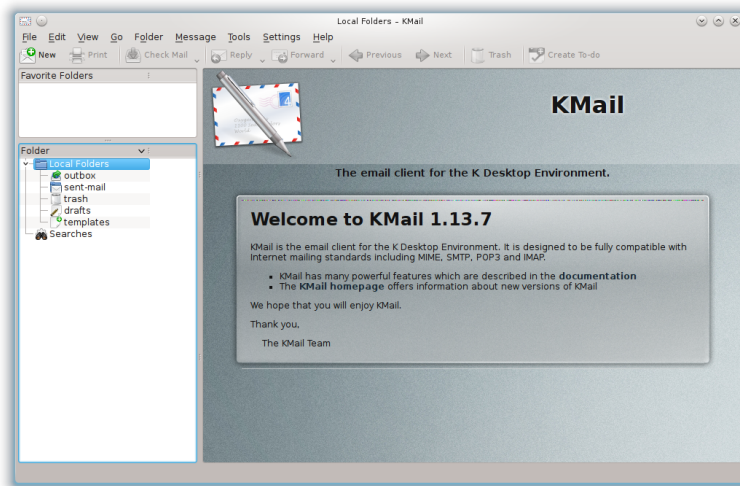 Local Folders – KMail
File Edit View Go Folder Message Tools Settings Help
New Print Check Mail Reply Forward Previous Next Trash Create To-do
Favorite Folders
Folder
Local Folders
outbox
sent-mail
trash
drafts
templates
Searches
KMail
The email client for the K Desktop Environment.
Welcome to KMail 1.13.7
KMail is the email client for the K Desktop Environment. It is designed to be fully compatible with
Internet mailing standards including MIME, SMTP, POP3 and IMAP.
KMail has many powerful features which are described in the documentation
The KMail homepage offers information about new versions of KMail
We hope that you will enjoy KMail.
Thank you,
The KMail Team